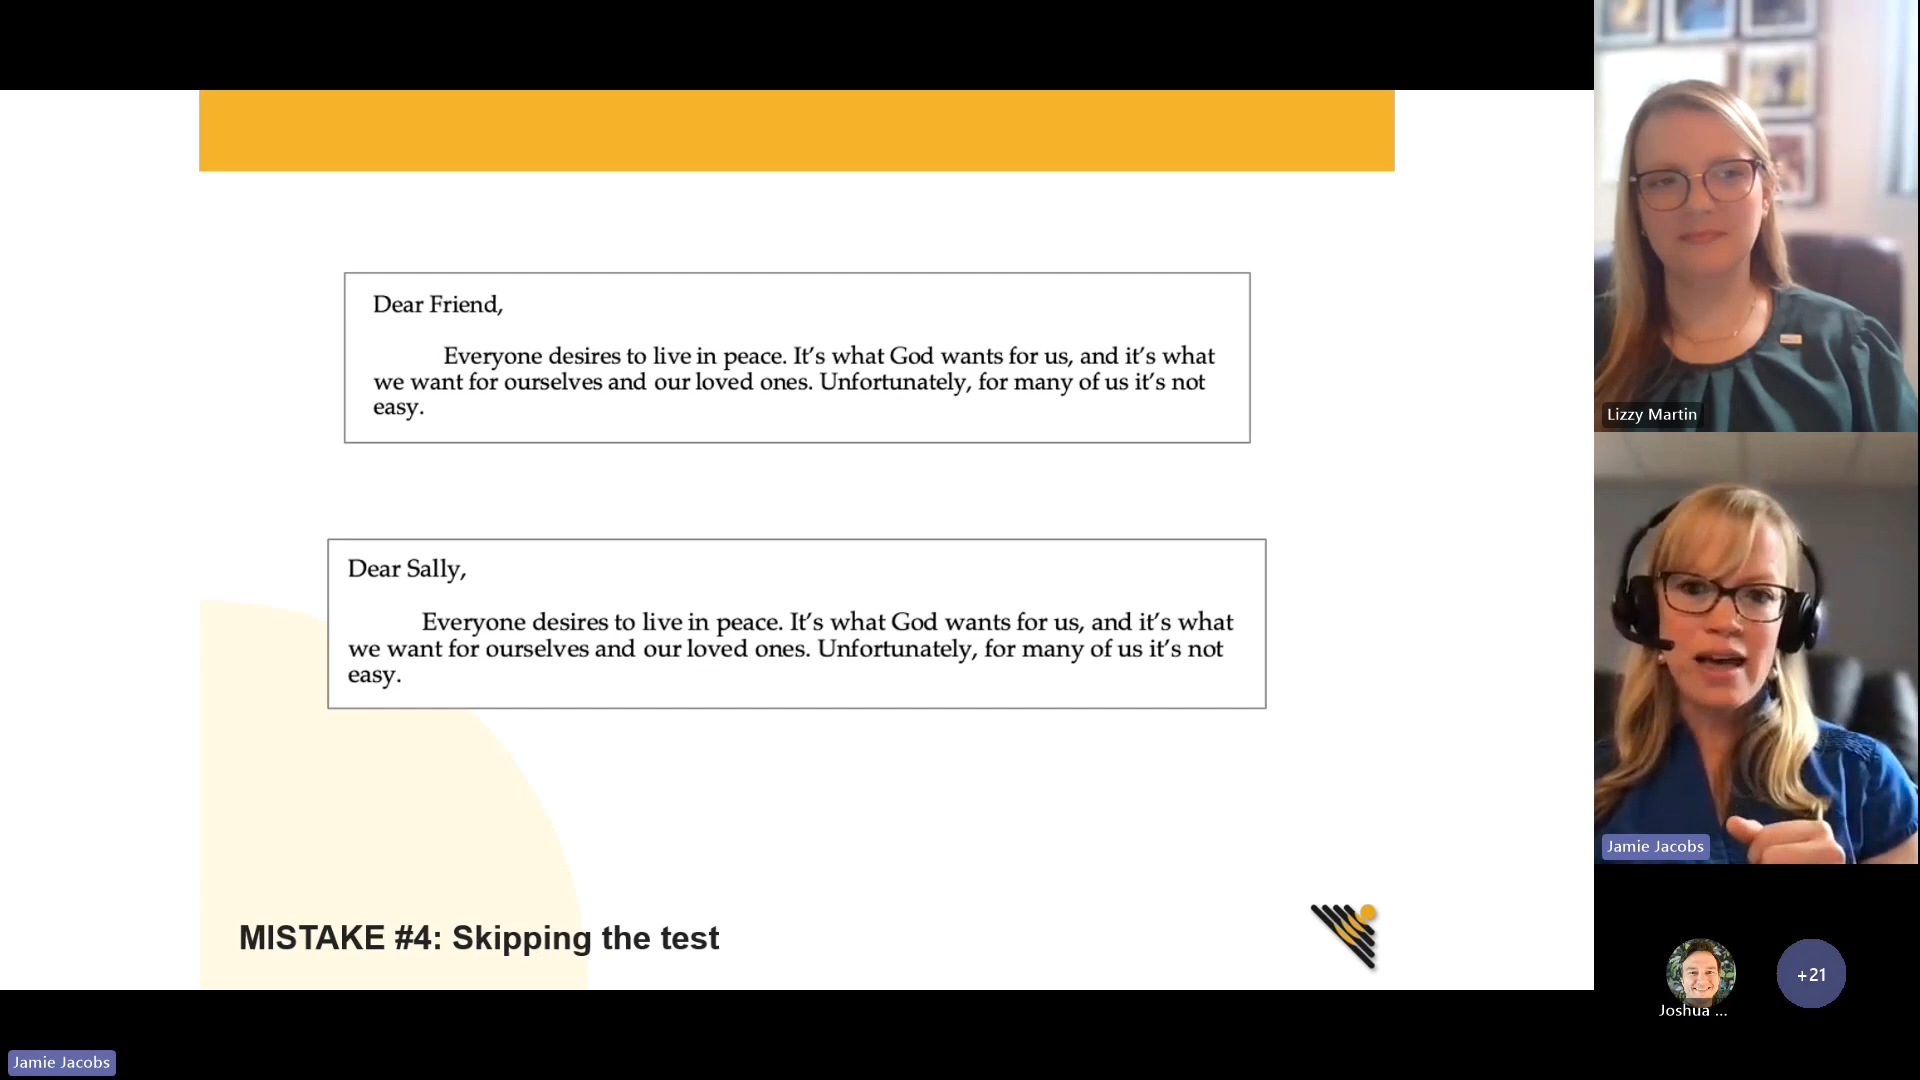 Dear Friend,
Everyone desires to live in peace. It's what God wants for us, and it's what
we want for ourselves and our loved ones. Unfortunately, for many of us it's not
easy.
Dear Sally,
Everyone desires to live in peace. It's what God wants for us, and it's what
we want for ourselves and our loved ones. Unfortunately, for many of us it's not
easy.
MISTAKE #4: Skipping the test
Lizzy Martin
Jamie Jacobs
Joshua ...
+21
Jamie Jacobs